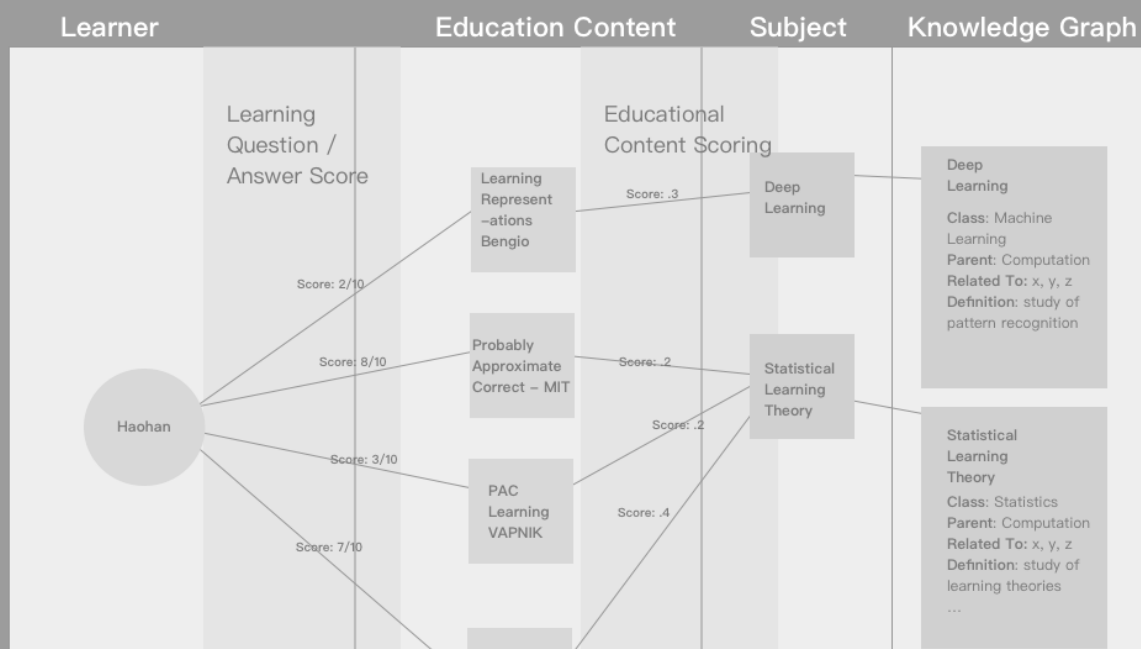 Learner
Education Content
Subject
Knowledge Graph
Learning
Question /
Answer Score
Educational
Content Scoring
Learning
Represent
-ations
Bengio
Score: .3
Deep
Learning
Deep
Learning
Class: Machine
Learning
Parent: Computation
Related To: x, y, z
Definition: study of
pattern recognition
Score: 2/10
Score: 8/10
Probably
Approximate
Correct - MIT
Score: .2
Statistical
Learning
Theory
Haohan
Score: .2
Score: 3/10
PAC
Learning
VAPNIK
Score: .4
Score: 7/10
Statistical
Learning
Theory
Class: Statistics
Parent: Computation
Related To: x, y, z
Definition: study of
learning theories
...